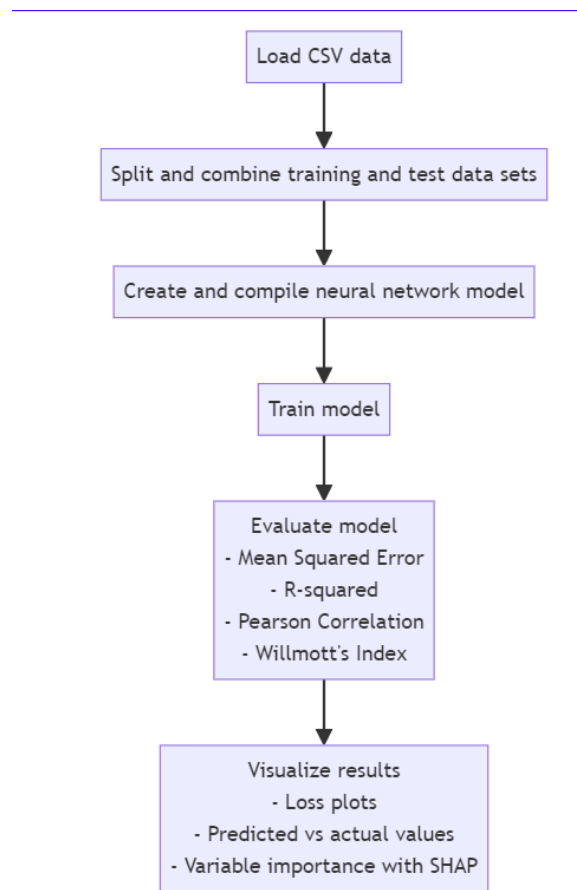 Load CSV data
Split and combine training and test data sets
Create and compile neural network model
Train model
Evaluate model
- Mean Squared Error
- R-squared
- Pearson Correlation
- Willmott's Index
Visualize results
- Loss plots
- Predicted vs actual values
- Variable importance with SHAP